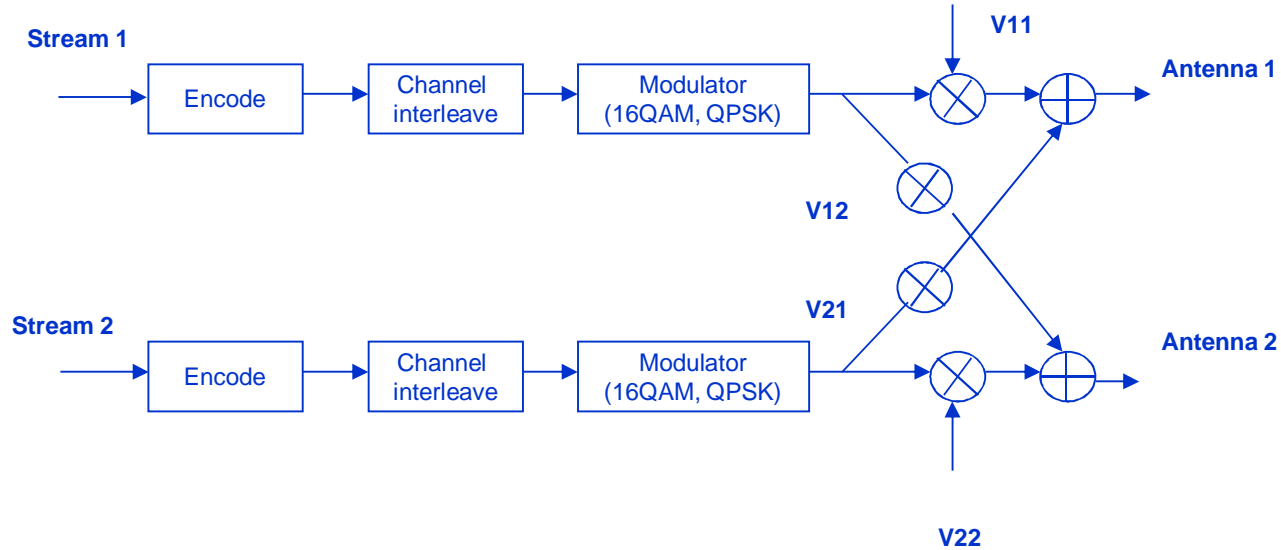 V11
Stream 1
Antenna 1
Encode
Channel
interleave
Modulator
(16QAM, QPSK)
V12
V21
Stream 2
Antenna 2
Encode
Channel
interleave
Modulator
(16QAM, QPSK)
V22